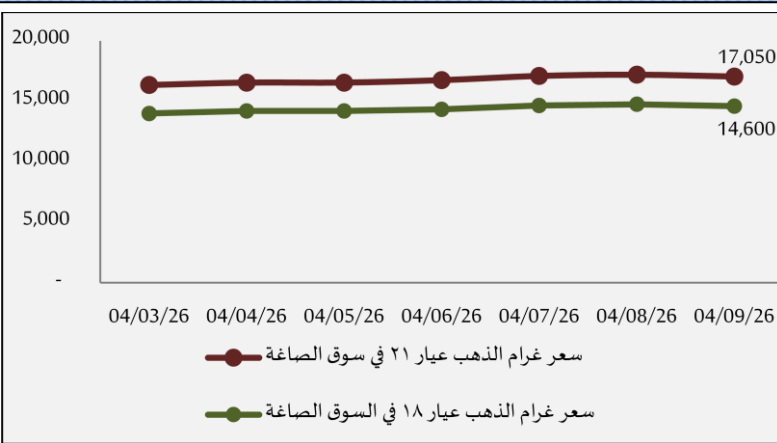 20,000
15,000
10,000
5,000
-
17,050
14,600
04/03/26 04/04/26 04/05/26 04/06/26 04/07/26 04/08/26 04/09/26
سعر غرام الذهب عيار ٢١ في سوق الصاغة
سعر غرام الذهب عيار ١٨ في السوق الصاغة